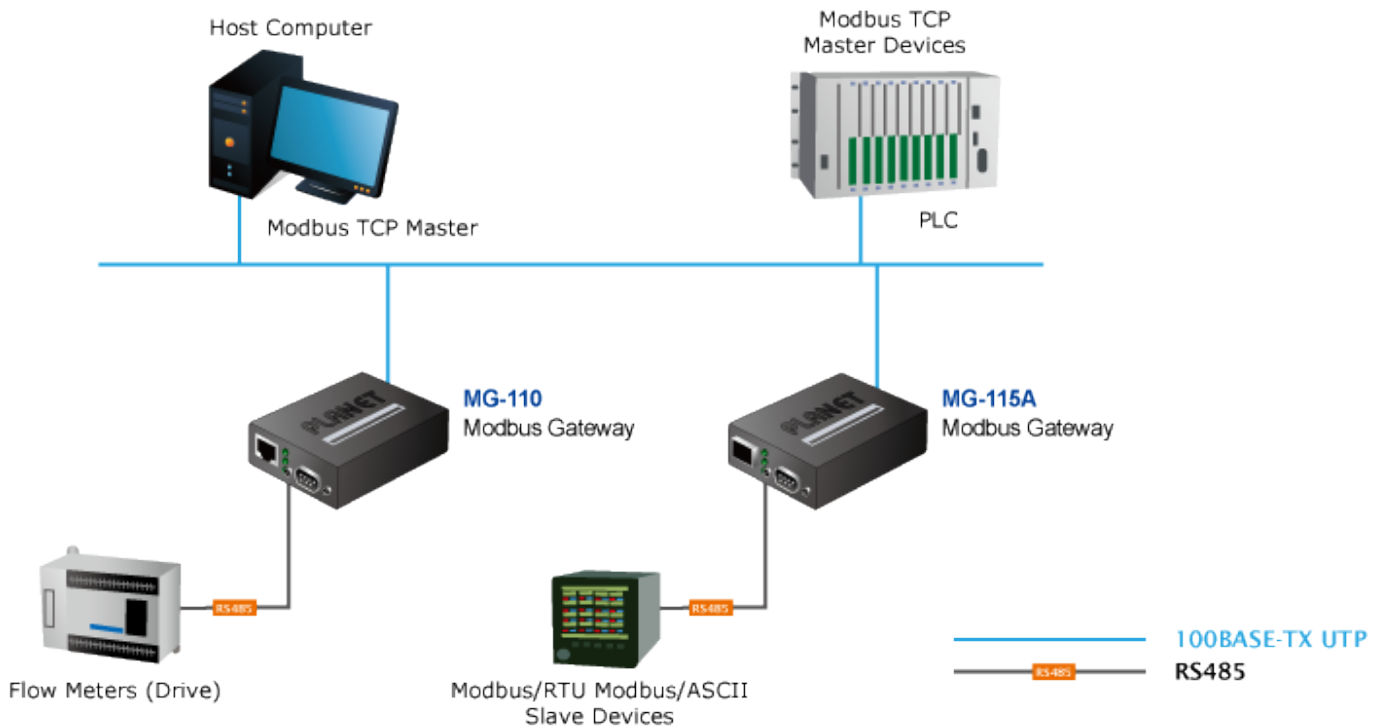 Host Computer
Modbus TCP
Master Devices
Modbus TCP Master
PLC
PLANET
MG-110
Modbus Gateway
PLANET
MG-115A
Modbus Gateway
RS485
RS485
Flow Meters (Drive)
Modbus/RTU Modbus/ASCII
Slave Devices
100BASE-TX UTP
RS485
RS485